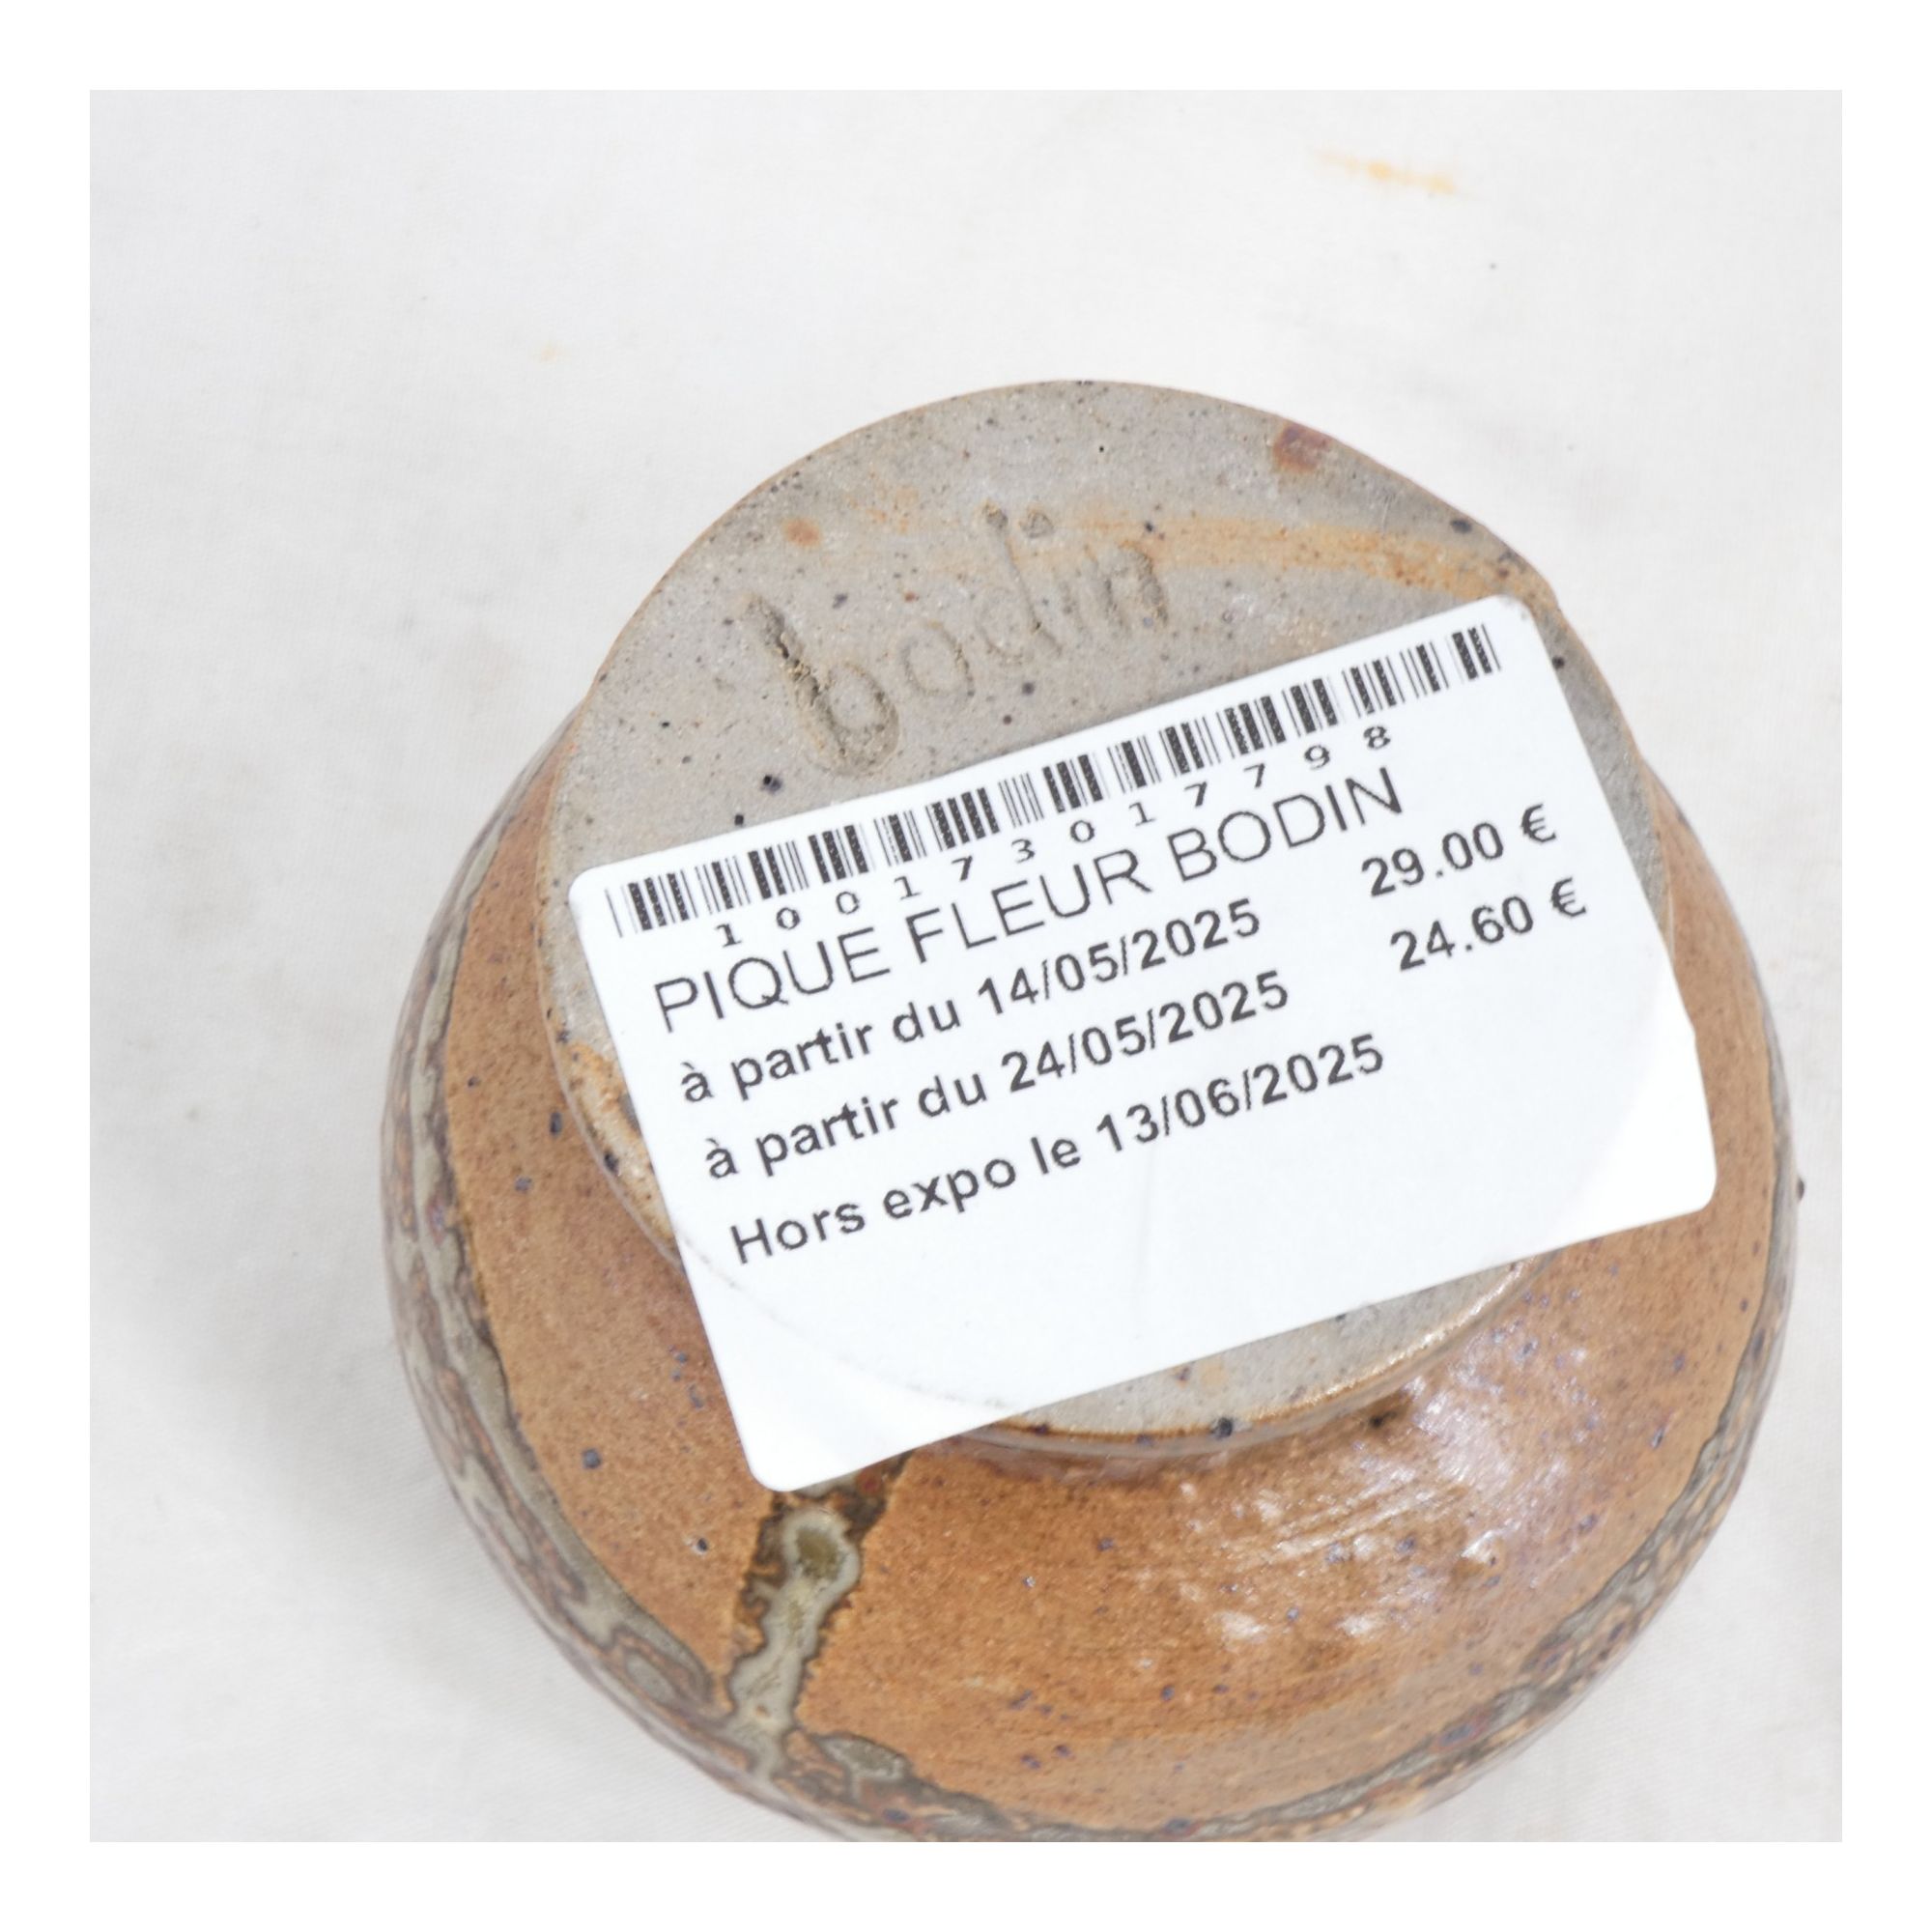 bodin
100173017798
PIQUE FLEUR BODIN
à partir du 14/05/2025 29.00 €
à partir du 24/05/2025 24.60 €
Hors expo le 13/06/2025